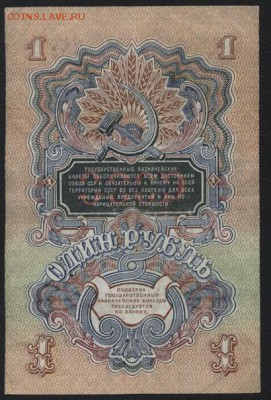 COINS.LAVE.RU
1 1
ГОСУДАРСТВЕННЫЕ КАЗНАЧЕЙСКИЕ
БИЛЕТЫ ОБЕСПЕЧИВАЮТСЯ ВСЕМ ДОСТОЯНИЕМ
СОЮЗА ССР И ОБЯЗАТЕЛЬНЫ К ПРИЕМУ НА ВСЕЙ
ТЕРРИТОРИИ СССР ВО ВСЕ ПЛАТЕЖИ ДЛЯ ВСЕХ
УЧРЕЖДЕНИЙ, ПРЕДПРИЯТИЙ И ЛИЦ ПО
НАРИЦАТЕЛЬНОЙ СТОИМОСТИ
ОДИН РУБЛЬ
ПОДДЕЛКА
ГОСУДАРСТВЕННЫХ
КАЗНАЧЕЙСКИХ БИЛЕТОВ
ПРЕСЛЕДУЕТСЯ
ПО ЗАКОНУ.
1 1